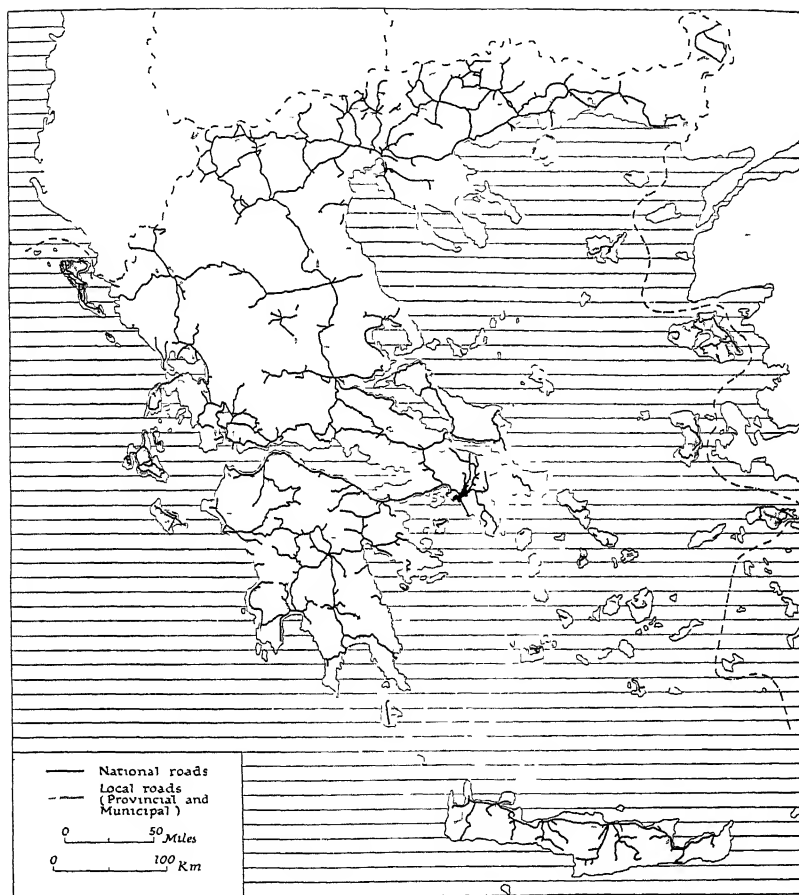 National roads
Local roads
(Provincial and
Municipal)
0 50 Miles
0 100 Km